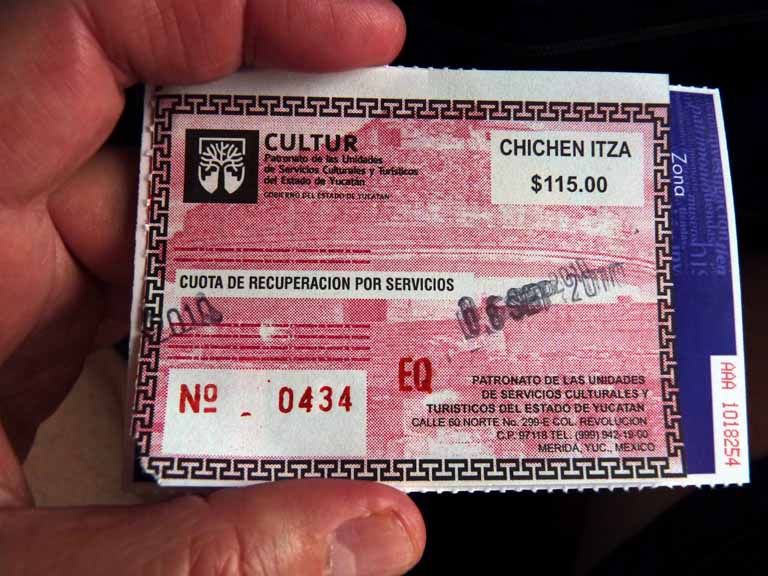 CULTUR
Patronato de las Unidades
de Servicios Culturales y Turísticos
del Estado de Yucatán
GOBIERNO DEL ESTADO DE YUCATAN
CHICHEN ITZA
$115.00
CUOTA DE RECUPERACION POR SERVICIOS
Nº 0434
EQ
PATRONATO DE LAS UNIDADES
DE SERVICIOS CULTURALES Y
TURISTICOS DEL ESTADO DE YUCATAN
CALLE 60 NORTE No. 299-E COL. REVOLUCION
C.P. 97118 TEL. (999) 942-19-00
MERIDA, YUC., MEXICO
Zona
AAA 1018254